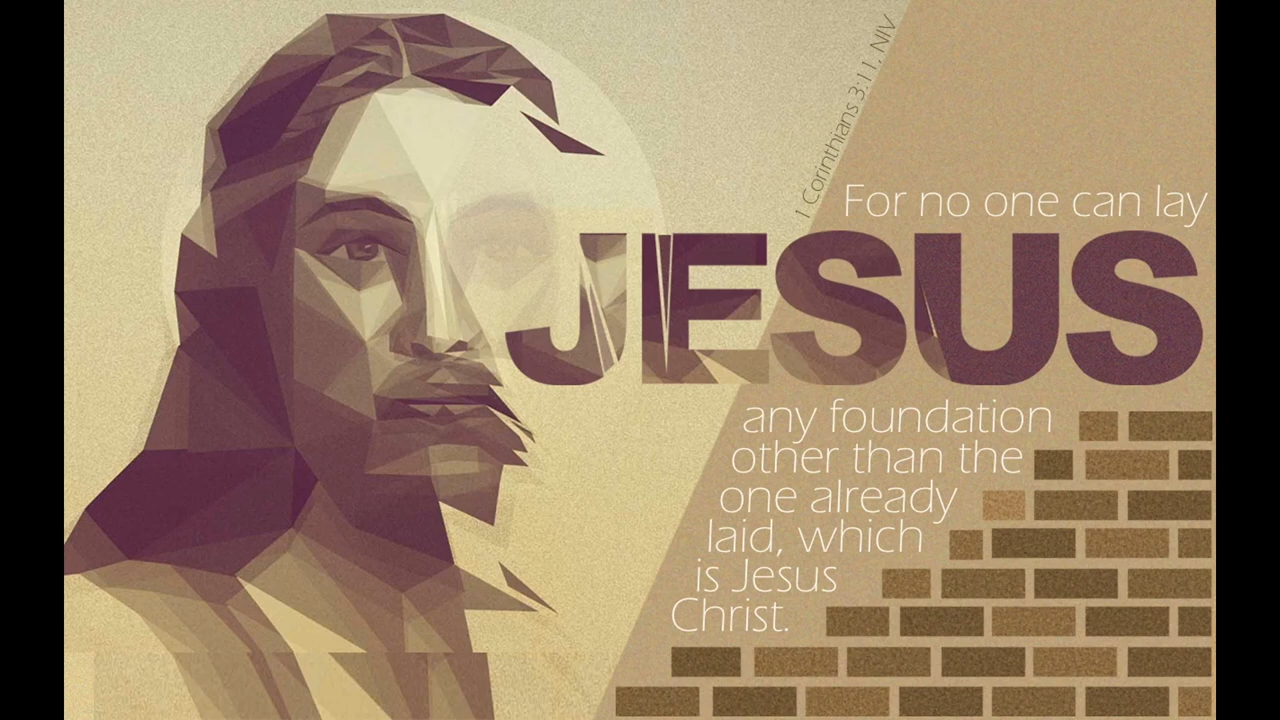 1 Corinthians 3:11, NIV
For no one can lay
JESUS
any foundation
other than the
one already
laid, which
is Jesus
Christ.